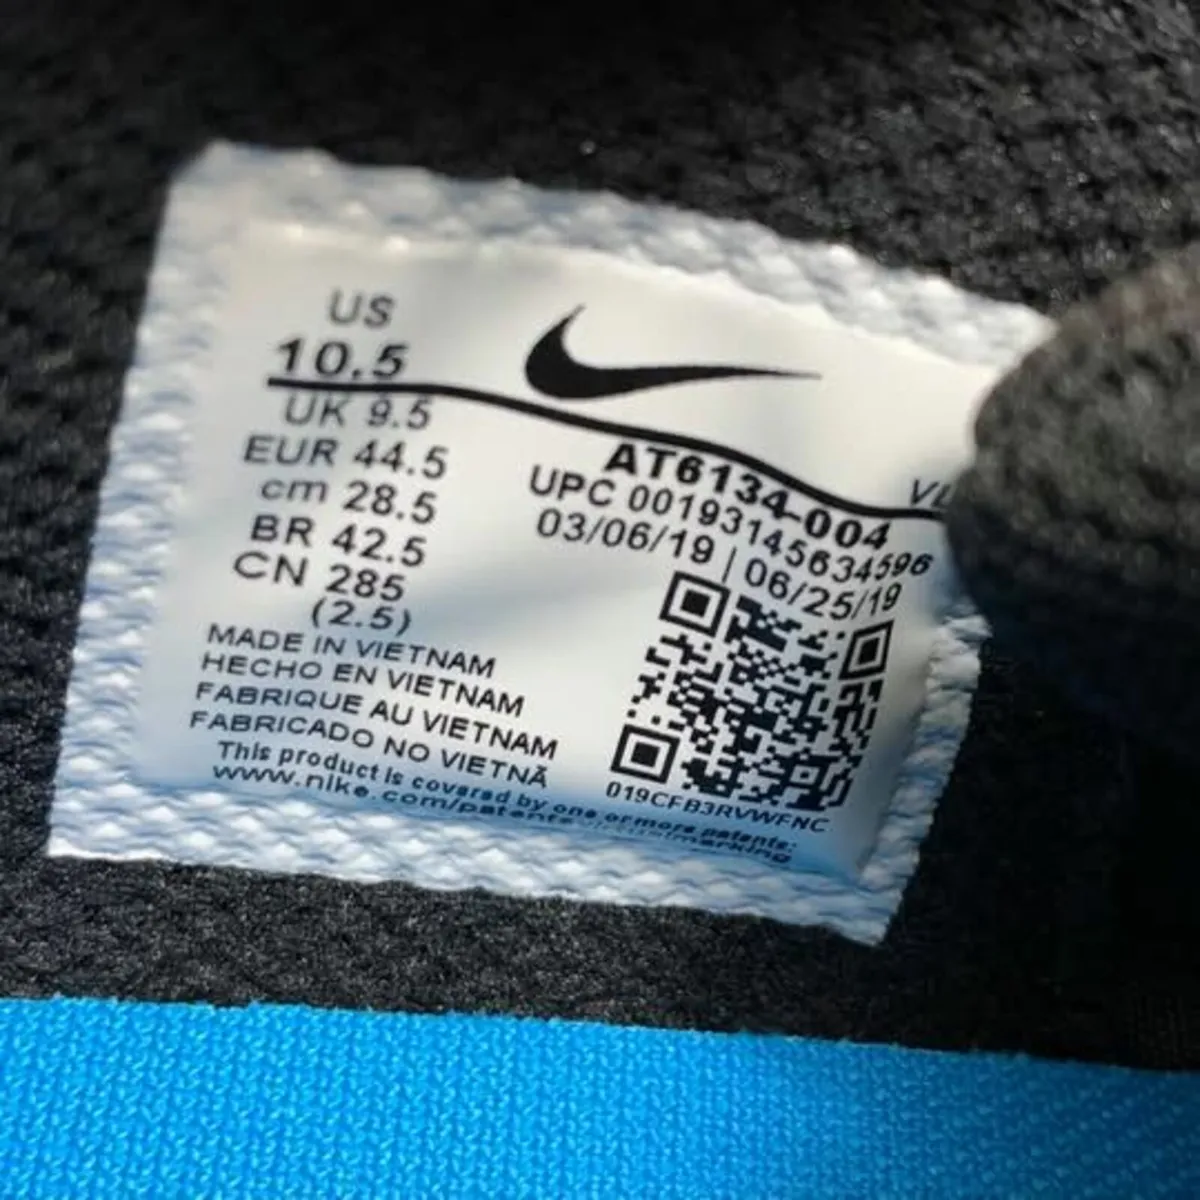 US
10.5
UK 9.5
EUR 44.5
cm 28.5
BR 42.5
CN 285
(2.5)
MADE IN VIETNAM
HECHO EN VIETNAM
FABRIQUE AU VIETNAM
FABRICADO NO VIETNÃ
This product is covered by one or more patents:
www.nike.com/patents
AT6134-004
UPC 00193145634596
03/06/19 | 06/25/19
019CFB3RVWFNC